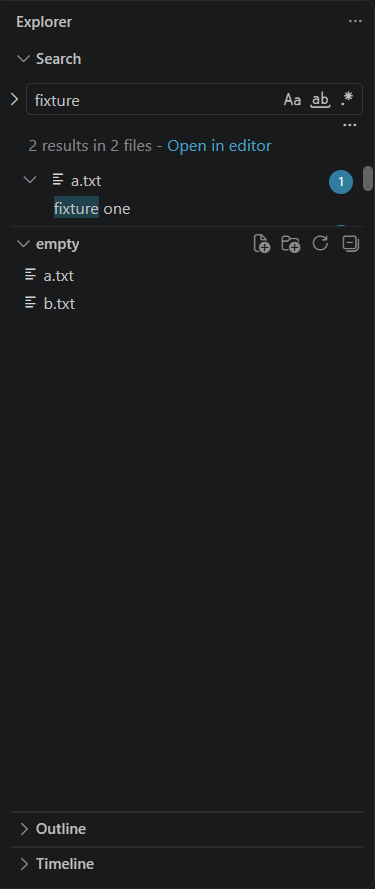 Explorer
Search
fixture
Aa ab .*
2 results in 2 files - Open in editor
a.txt 1
fixture one
empty
a.txt
b.txt
Outline
Timeline